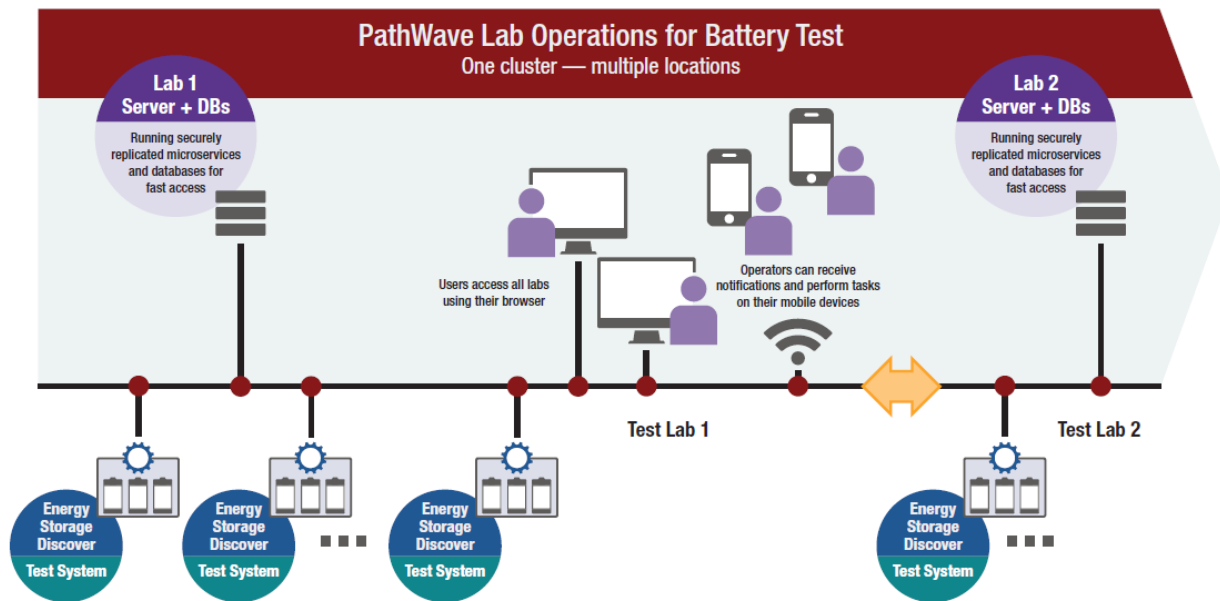 PathWave Lab Operations for Battery Test
One cluster — multiple locations
Lab 1
Server + DBs
Running securely
replicated microservices
and databases for
fast access
Lab 2
Server + DBs
Running securely
replicated microservices
and databases for
fast access
Users access all labs
using their browser
Operators can receive
notifications and perform tasks
on their mobile devices
Test Lab 1
Test Lab 2
Energy
Storage
Discover
Test System
Energy
Storage
Discover
Test System
Energy
Storage
Discover
Test System
Energy
Storage
Discover
Test System